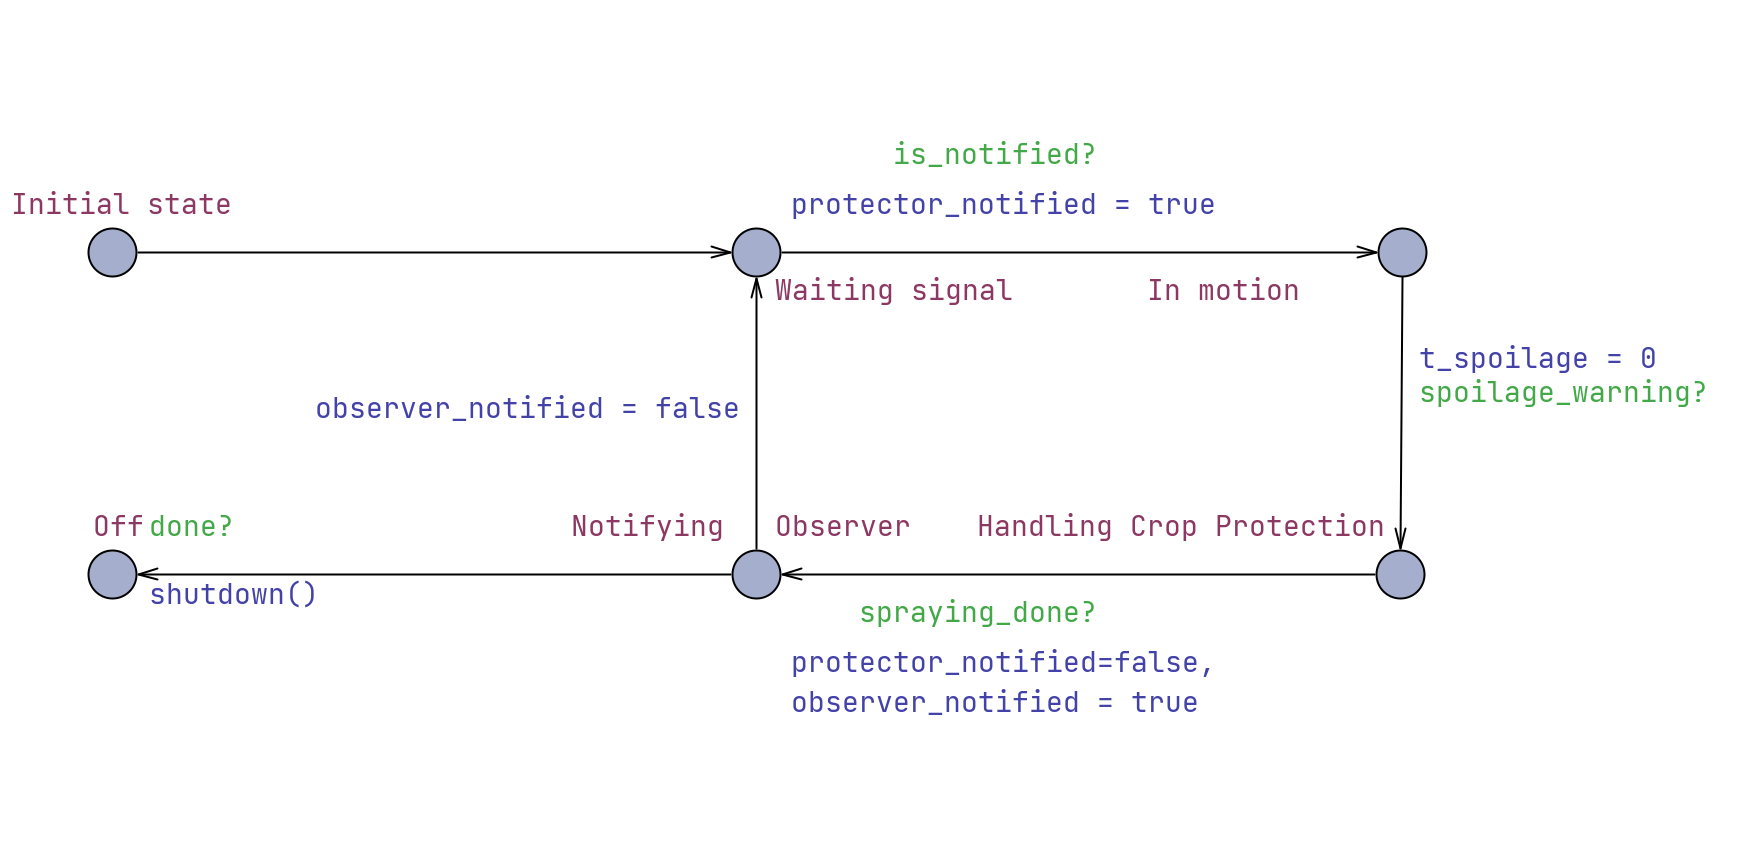 is_notified?
Initial state
protector_notified = true
Waiting signal
In motion
t_spoilage = 0
spoilage_warning?
observer_notified = false
Off
done?
Notifying
Observer
Handling Crop Protection
shutdown()
spraying_done?
protector_notified=false,
observer_notified = true